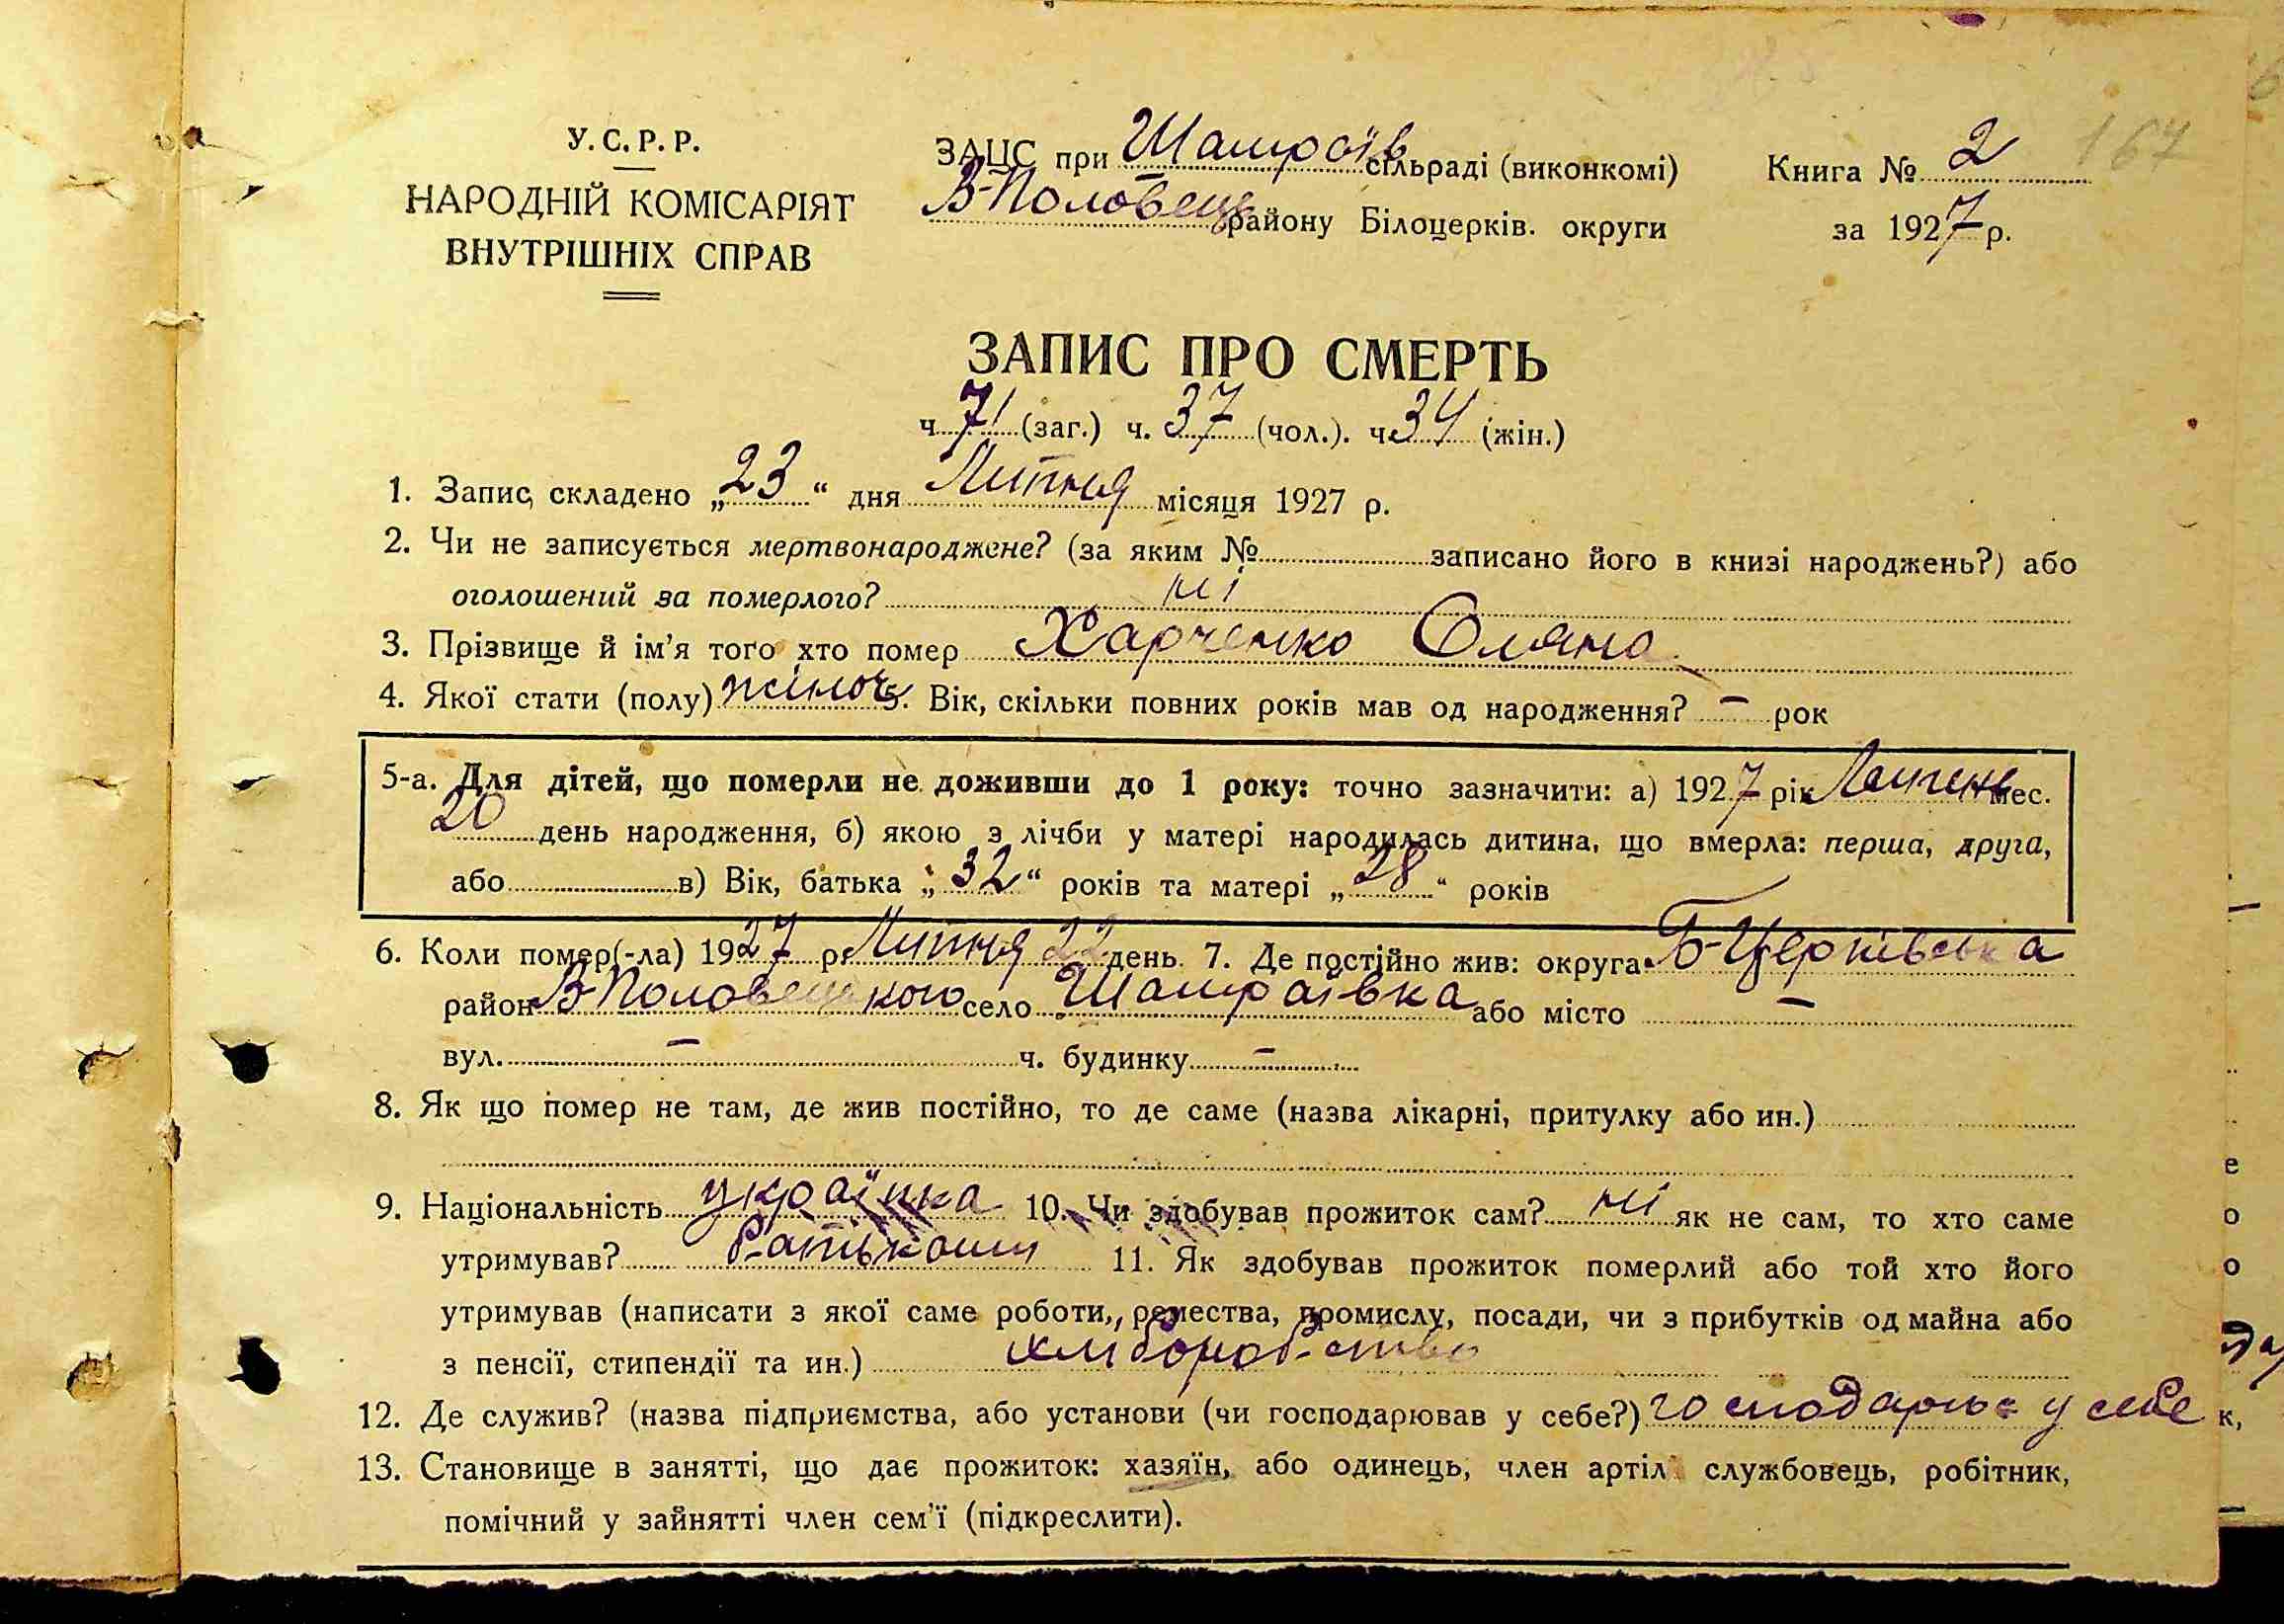 167
У. С. Р. Р.
НАРОДНІЙ КОМІСАРІЯТ
ВНУТРІШНІХ СПРАВ
ЗАЦС при Шамраїв сільраді (виконкомі)
В-Половец району Білоцерків. округи
Книга № 2
за 1927 р.
ЗАПИС ПРО СМЕРТЬ
ч 71 (заг.) ч. 37 (чол.). ч 34 (жін.)
1. Запис складено „23“ дня Липня місяця 1927 р.
2. Чи не записується мертвонароджене? (за яким № записано його в книзі народжень?) або
оголошений за померлого? ні
3. Прізвище й ім'я того хто помер Харченко Оляна
4. Якої стати (полу) жіноч 5. Вік, скільки повних років мав од народження? – рок
5-а. Для дітей, що померли не доживши до 1 року: точно зазначити: а) 1927 рік мес.
20 день народження, б) якою з лічби у матері народилась дитина, що вмерла: перша, друга,
або в) Вік, батька „32“ років та матері „28“ років
6. Коли помер(-ла) 1927 р. Липня 22 день. 7. Де постійно жив: округа Б-Церківська
район В-Половецького село Шамраївка або місто –
вул. – ч. будинку –
8. Як що помер не там, де жив постійно, то де саме (назва лікарні, притулку або ин.)
9. Національність українка 10. Чи здобував прожиток сам? ні як не сам, то хто саме
утримував? Батьками 11. Як здобував прожиток померлий або той хто його
утримував (написати з якої саме роботи, ремества, промислу, посади, чи з прибутків од майна або
з пенсії, стипендії та ин.) хліборобство
12. Де служив? (назва підприємства, або установи (чи господарював у себе?) господарює у себе
13. Становище в занятті, що дає прожиток: хазяїн, або одинець, член артіл службовець, робітник,
помічний у зайнятті член сем'ї (підкреслити).